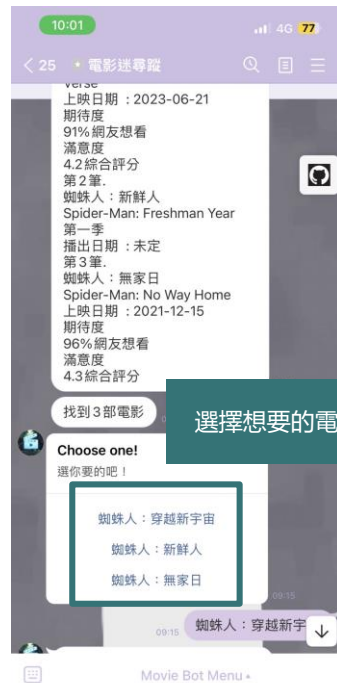 10:01
4G 77
25 電影迷尋蹤
verse
上映日期 : 2023-06-21
期待度
91% 網友想看
滿意度
4.2綜合評分
第2筆.
蜘蛛人：新鮮人
Spider-Man: Freshman Year
第一季
播出日期 : 未定
第3筆.
蜘蛛人：無家日
Spider-Man: No Way Home
上映日期 : 2021-12-15
期待度
96% 網友想看
滿意度
4.3綜合評分
找到3部電影
選擇想要的電
Choose one!
選你要的吧！
蜘蛛人：穿越新宇宙
蜘蛛人：新鮮人
蜘蛛人：無家日
09:15
09:15 蜘蛛人：穿越新宇
Movie Bot Menu